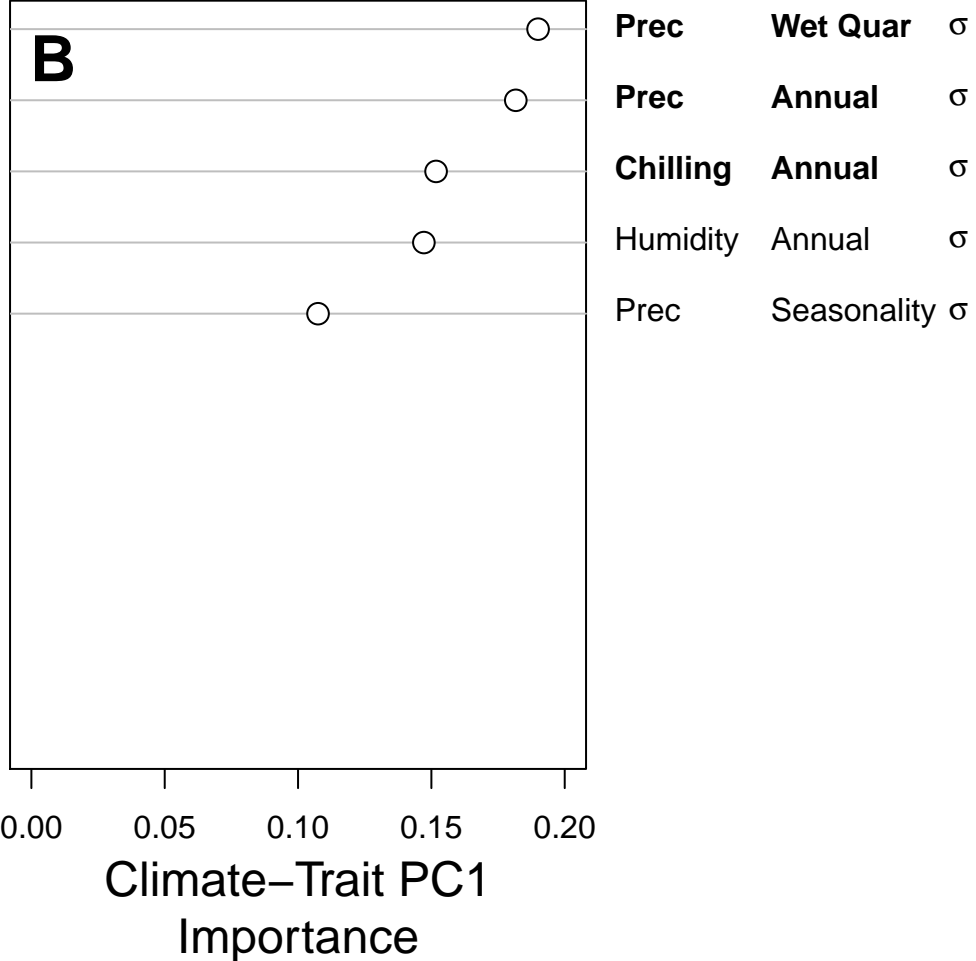 B
Prec Wet Quar σ
Prec Annual σ
Chilling Annual σ
Humidity Annual σ
Prec Seasonality σ
0.00 0.05 0.10 0.15 0.20
Climate−Trait PC1
Importance